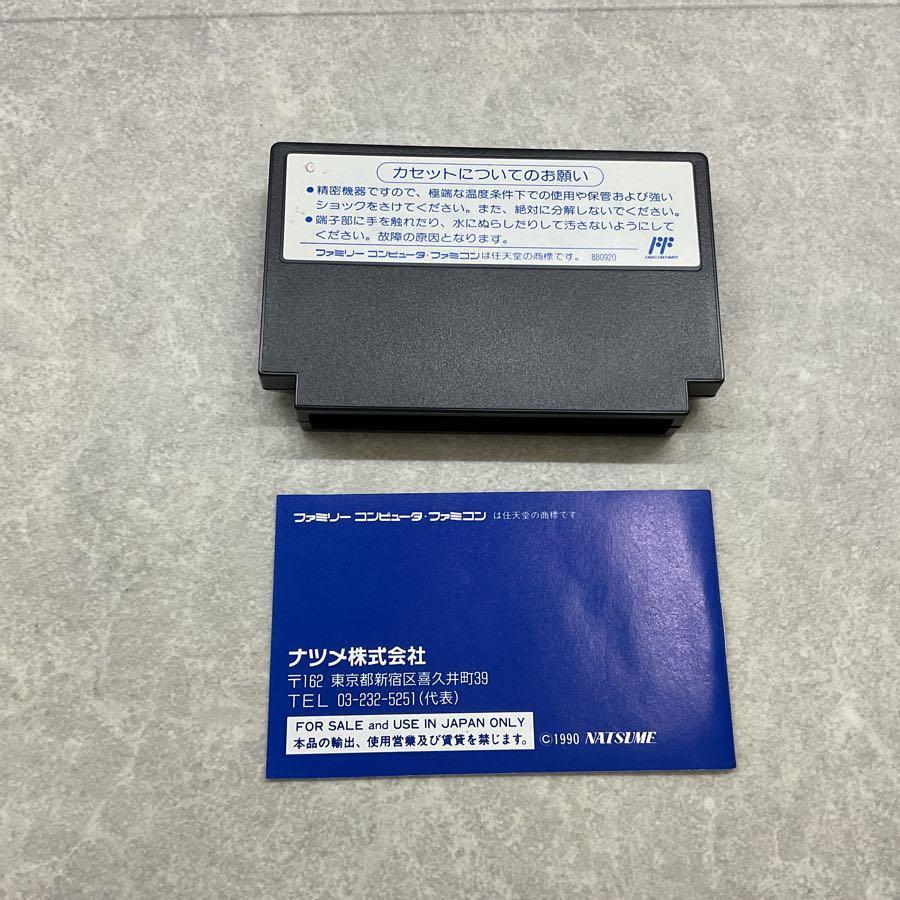 カセットについてのお願い
●精密機器ですので、極端な温度条件下での使用や保管および強い
ショックをさけてください。また、絶対に分解しないでください。
●端子部に手を触れたり、水にぬらしたりして汚さないようにして
ください。故障の原因となります。
ファミリーコンピュータ・ファミコンは任天堂の商標です。 880920
FF
FAMICOM FAMILY
ファミリーコンピュータ・ファミコンは任天堂の商標です
ナツメ株式会社
〒162 東京都新宿区喜久井町39
TEL 03-232-5251(代表)
FOR SALE and USE IN JAPAN ONLY
本品の輸出、使用営業及び賃貸を禁じます。
©1990 NATSUME